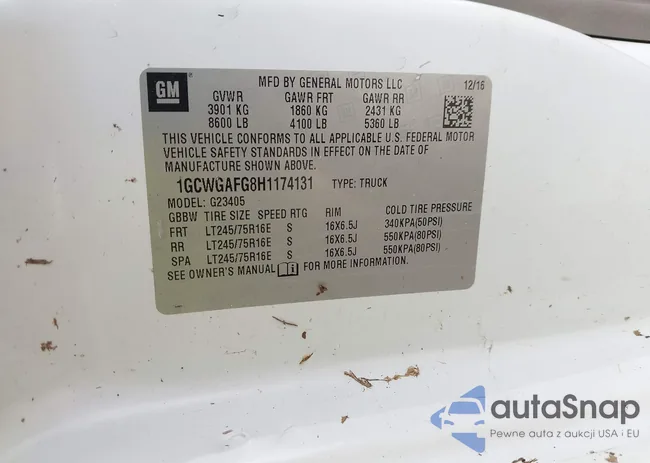 GM
MFD BY GENERAL MOTORS LLC 12/16
GVWR GAWR FRT GAWR RR
3901 KG 1860 KG 2431 KG
8600 LB 4100 LB 5360 LB
THIS VEHICLE CONFORMS TO ALL APPLICABLE U.S. FEDERAL MOTOR
VEHICLE SAFETY STANDARDS IN EFFECT ON THE DATE OF
MANUFACTURE SHOWN ABOVE.
1GCWGAFG8H1174131 TYPE: TRUCK
MODEL: G23405
GBBW TIRE SIZE SPEED RTG RIM COLD TIRE PRESSURE
FRT LT245/75R16E S 16X6.5J 340KPA(50PSI)
RR LT245/75R16E S 16X6.5J 550KPA(80PSI)
SPA LT245/75R16E S 16X6.5J 550KPA(80PSI)
SEE OWNER'S MANUAL FOR MORE INFORMATION.
autaSnap
Pewne auta z aukcji USA i EU